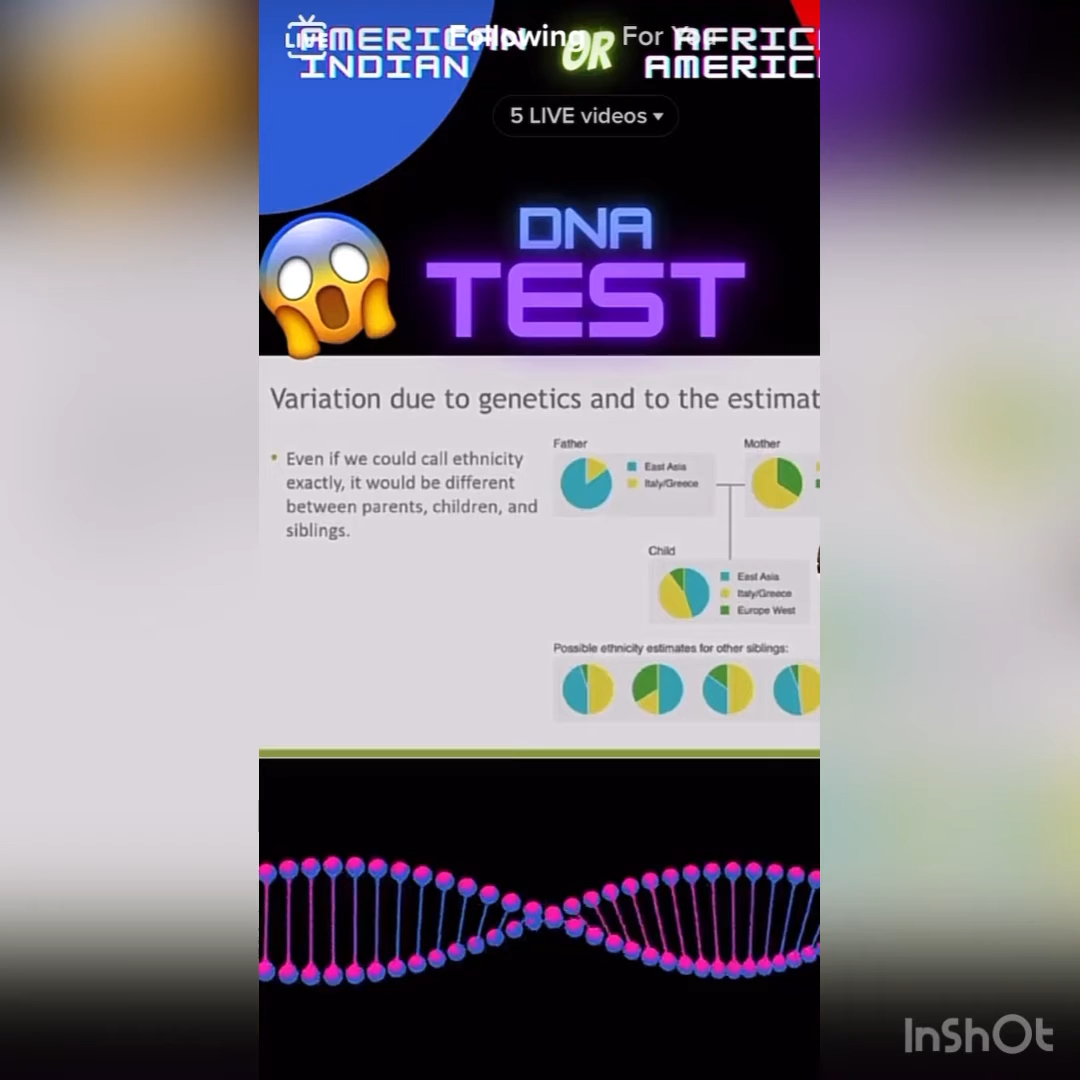 LIVE
Following
For You
AMERICAN
INDIAN
OR
AFRIC
AMERIC
5 LIVE videos
DNA
TEST
Variation due to genetics and to the estimat
• Even if we could call ethnicity
exactly, it would be different
between parents, children, and
siblings.
Father
East Asia
Italy/Greece
Mother
Child
East Asia
Italy/Greece
Europe West
Possible ethnicity estimates for other siblings:
InShOt